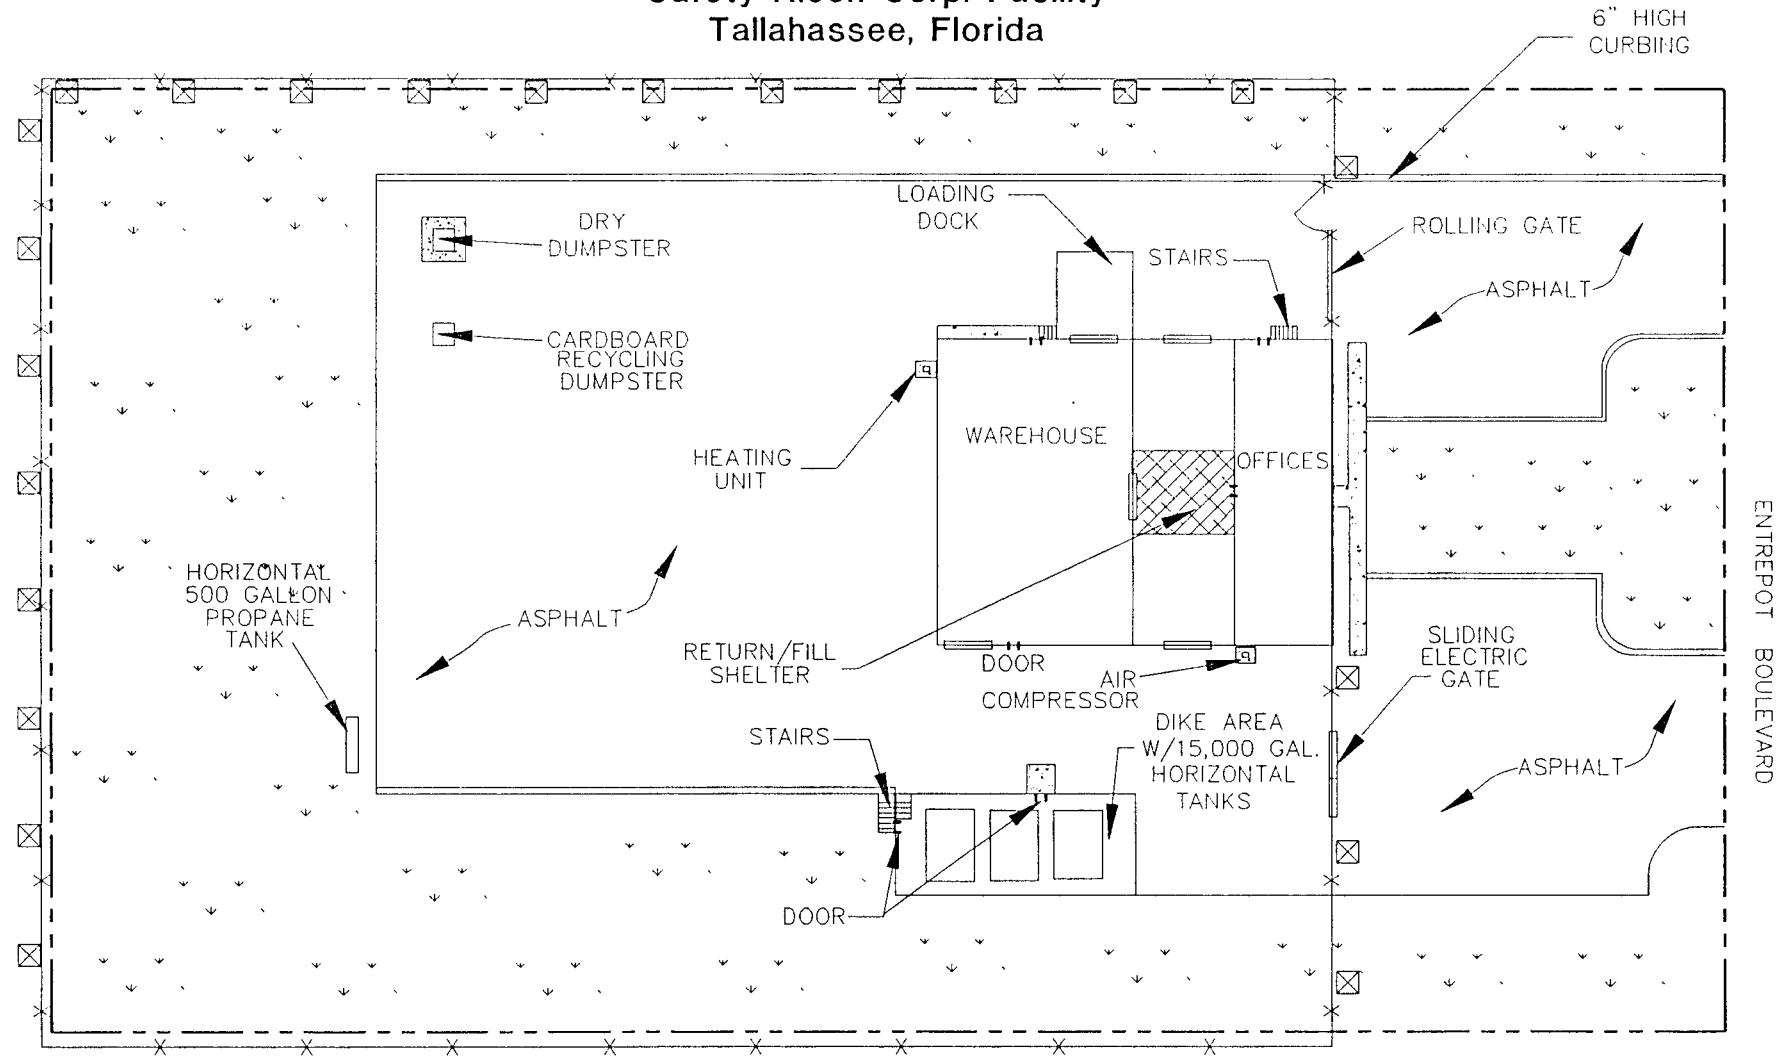 Tallahassee, Florida
6" HIGH
CURBING
LOADING
DOCK
DRY
DUMPSTER
STAIRS
ROLLING GATE
ASPHALT
CARDBOARD
RECYCLING
DUMPSTER
WAREHOUSE
HEATING
UNIT
OFFICES
ENTREPOT BOULEVARD
HORIZONTAL
500 GALLON
PROPANE
TANK
ASPHALT
RETURN/FILL
SHELTER
DOOR
AIR
COMPRESSOR
SLIDING
ELECTRIC
GATE
STAIRS
DIKE AREA
W/15,000 GAL.
HORIZONTAL
TANKS
ASPHALT
DOOR